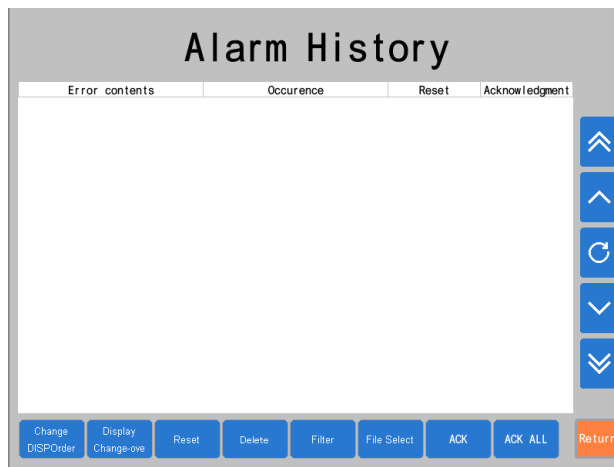 Alarm History
Error contents Occurence Reset Acknowledgment
Change DISPOrder
Display Change-ove
Reset
Delete
Filter
File Select
ACK
ACK ALL
Return